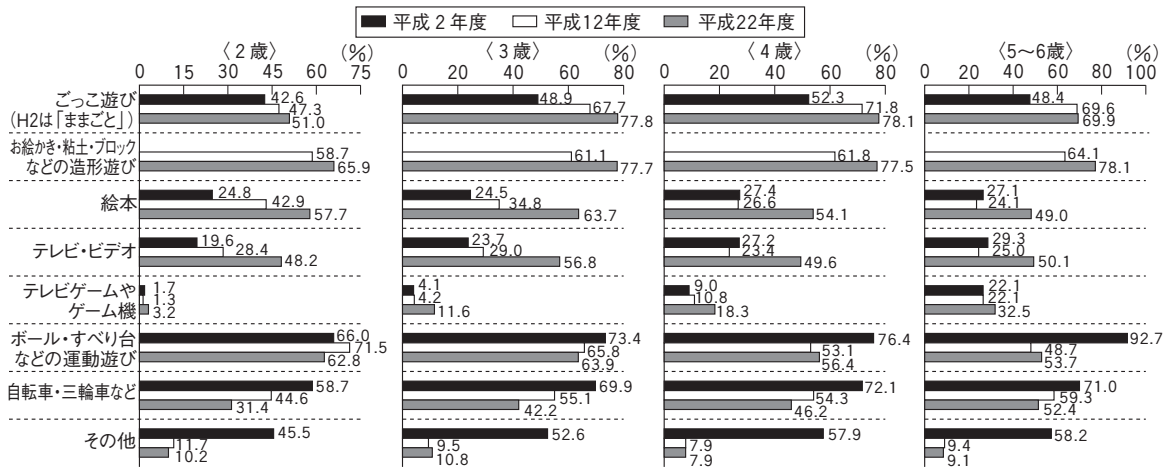 平成2年度 平成12年度 平成22年度
〈2歳〉 (%) 〈3歳〉 (%) 〈4歳〉 (%) 〈5〜6歳〉 (%)
0 15 30 45 60 75 0 20 40 60 80 0 20 40 60 80 0 20 40 60 80 100
ごっこ遊び
(H2は「ままごと」)
42.6 48.9 52.3 48.4
47.3 67.7 71.8 69.6
51.0 77.8 78.1 69.9
お絵かき・粘土・ブロック
などの造形遊び
58.7 61.1 61.8 64.1
65.9 77.7 77.5 78.1
絵本
24.8 24.5 27.4 27.1
42.9 34.8 26.6 24.1
57.7 63.7 54.1 49.0
テレビ・ビデオ
19.6 23.7 27.2 29.3
28.4 29.0 23.4 25.0
48.2 56.8 49.6 50.1
テレビゲームや
ゲーム機
1.7 4.1 9.0 22.1
1.3 4.2 10.8 22.1
3.2 11.6 18.3 32.5
ボール・すべり台
などの運動遊び
66.0 73.4 76.4 92.7
71.5 65.8 53.1 48.7
62.8 63.9 56.4 53.7
自転車・三輪車など
58.7 69.9 72.1 71.0
44.6 55.1 54.3 59.3
31.4 42.2 46.2 52.4
その他
45.5 52.6 57.9 58.2
11.7 9.5 7.9 9.4
10.2 10.8 7.9 9.1